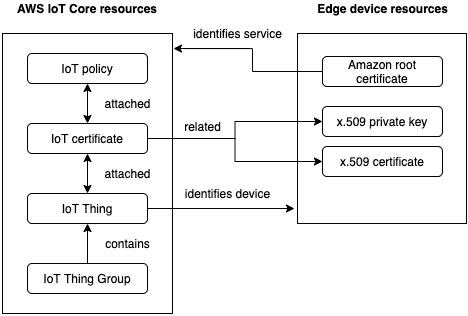 AWS IoT Core resources
Edge device resources
identifies service
IoT policy
Amazon root
certificate
attached
IoT certificate
related
x.509 private key
x.509 certificate
attached
IoT Thing
identifies device
contains
IoT Thing Group